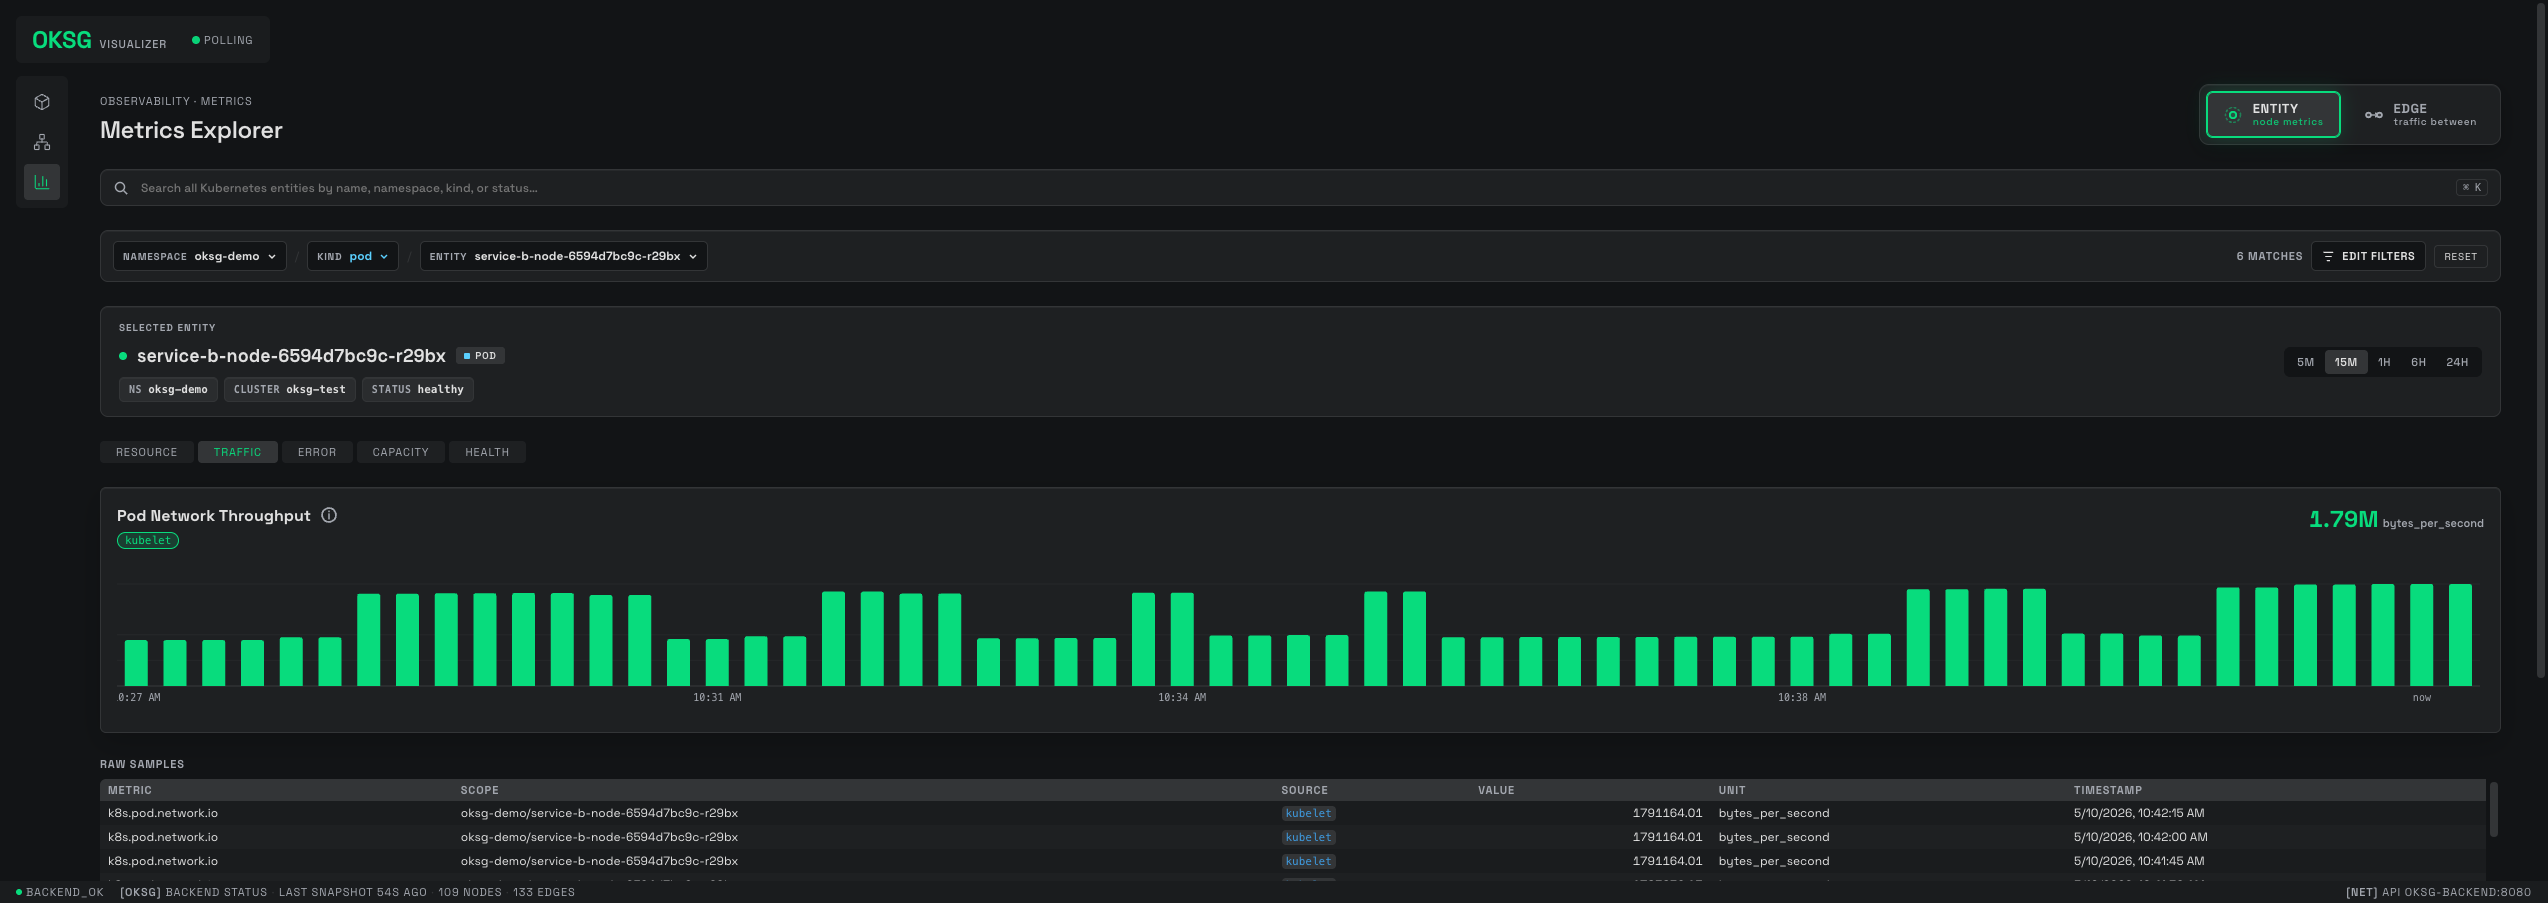 OKSG VISUALIZER POLLING
OBSERVABILITY · METRICS
Metrics Explorer
ENTITY
node metrics
EDGE
traffic between
Search all Kubernetes entities by name, namespace, kind, or status...
⌘ K
NAMESPACE oksg-demo / KIND pod / ENTITY service-b-node-6594d7bc9c-r29bx
6 MATCHES EDIT FILTERS RESET
SELECTED ENTITY
service-b-node-6594d7bc9c-r29bx POD
5M 15M 1H 6H 24H
NS oksg-demo CLUSTER oksg-test STATUS healthy
RESOURCE TRAFFIC ERROR CAPACITY HEALTH
Pod Network Throughput
1.79M bytes_per_second
kubelet
0:27 AM 10:31 AM 10:34 AM 10:38 AM now
RAW SAMPLES
METRIC SCOPE SOURCE VALUE UNIT TIMESTAMP
k8s.pod.network.io oksg-demo/service-b-node-6594d7bc9c-r29bx kubelet 1791164.01 bytes_per_second 5/10/2026, 10:42:15 AM
k8s.pod.network.io oksg-demo/service-b-node-6594d7bc9c-r29bx kubelet 1791164.01 bytes_per_second 5/10/2026, 10:42:00 AM
k8s.pod.network.io oksg-demo/service-b-node-6594d7bc9c-r29bx kubelet 1791164.01 bytes_per_second 5/10/2026, 10:41:45 AM
BACKEND_OK [OKSG] BACKEND STATUS · LAST SNAPSHOT 54S AGO · 109 NODES · 133 EDGES
[NET] API OKSG-BACKEND:8080